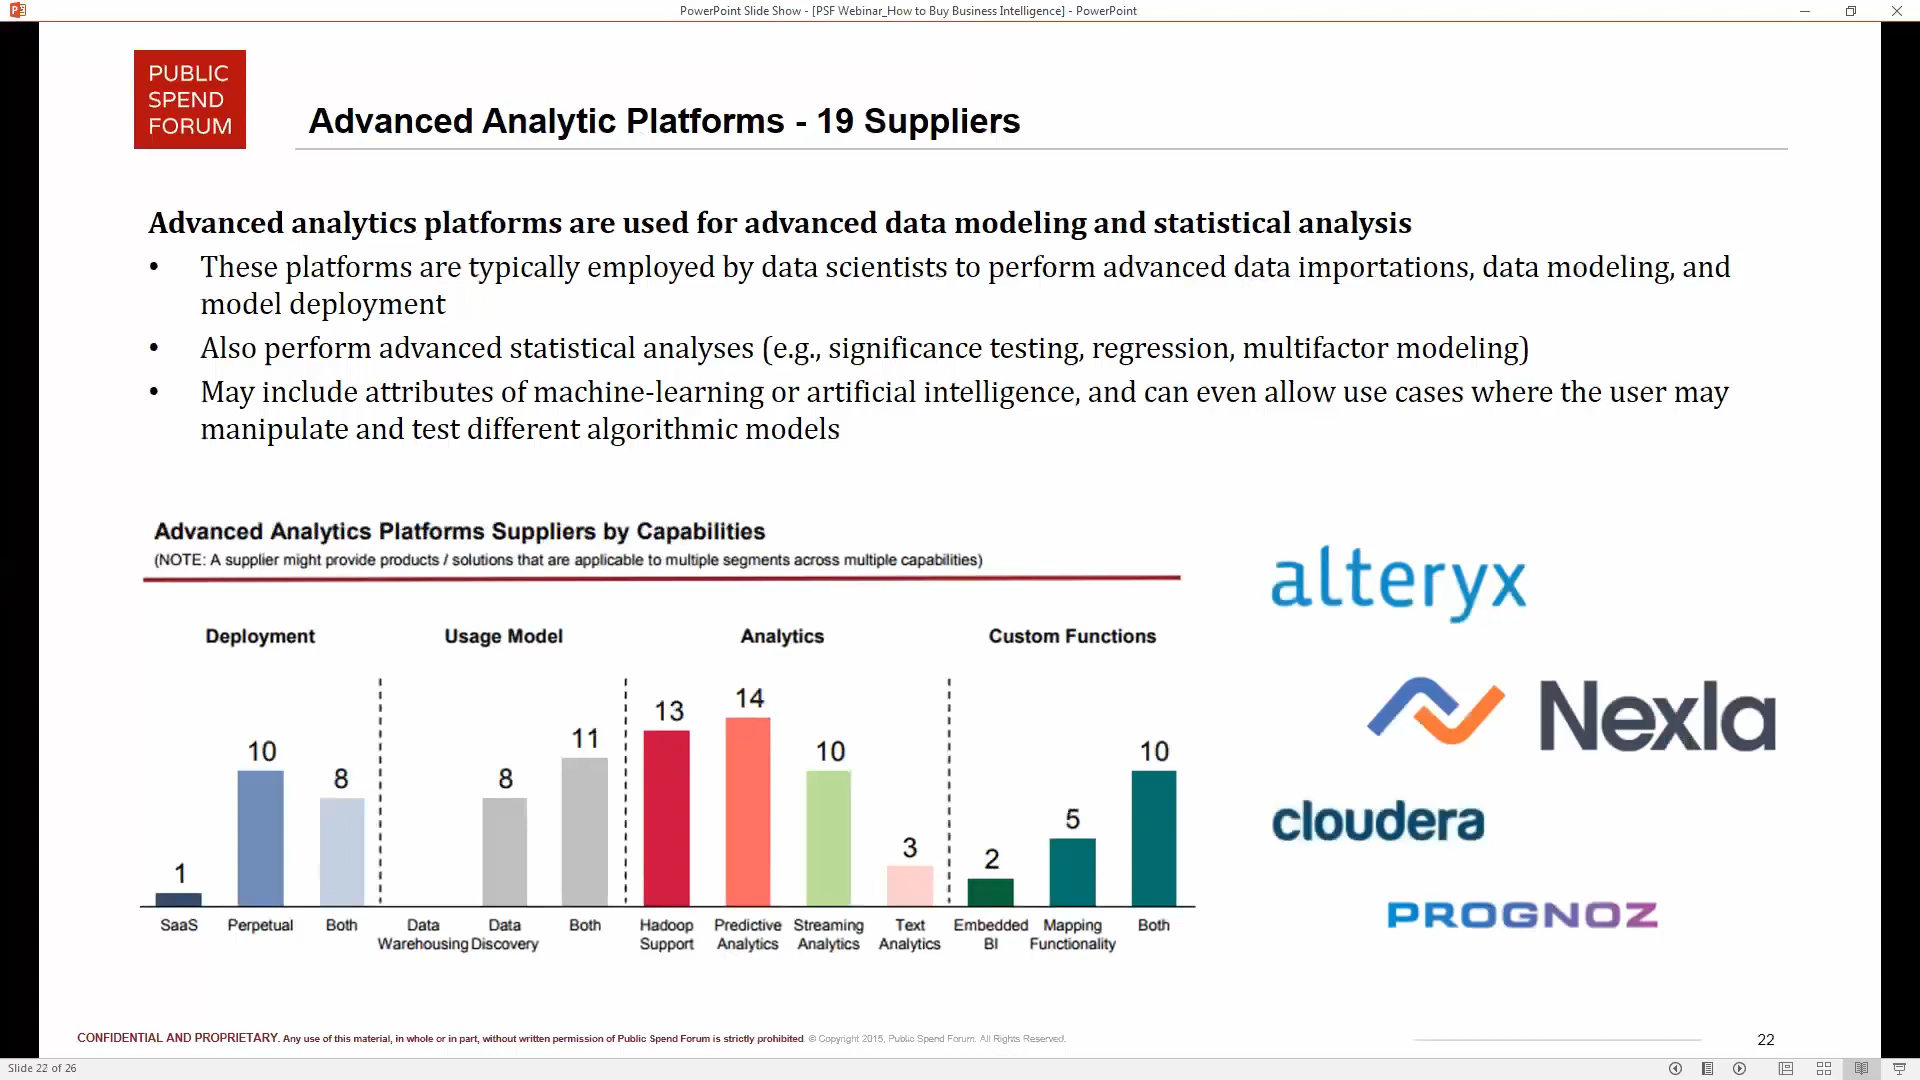 PowerPoint Slide Show - [PSF Webinar_How to Buy Business Intelligence] - PowerPoint
PUBLIC
SPEND
FORUM
Advanced Analytic Platforms - 19 Suppliers
Advanced analytics platforms are used for advanced data modeling and statistical analysis
• These platforms are typically employed by data scientists to perform advanced data importations, data modeling, and
model deployment
• Also perform advanced statistical analyses (e.g., significance testing, regression, multifactor modeling)
• May include attributes of machine-learning or artificial intelligence, and can even allow use cases where the user may
manipulate and test different algorithmic models
Advanced Analytics Platforms Suppliers by Capabilities
(NOTE: A supplier might provide products / solutions that are applicable to multiple segments across multiple capabilities)
Deployment Usage Model Analytics Custom Functions
1 10 8 8 11 13 14 10 3 2 5 10
SaaS Perpetual Both Data Data Both Hadoop Predictive Streaming Text Embedded Mapping Both
Warehousing Discovery Support Analytics Analytics Analytics BI Functionality
alteryx
Nexla
cloudera
PROGNOZ
CONFIDENTIAL AND PROPRIETARY. Any use of this material, in whole or in part, without written permission of Public Spend Forum is strictly prohibited. © Copyright 2015, Public Spend Forum. All Rights Reserved.
22
Slide 22 of 26